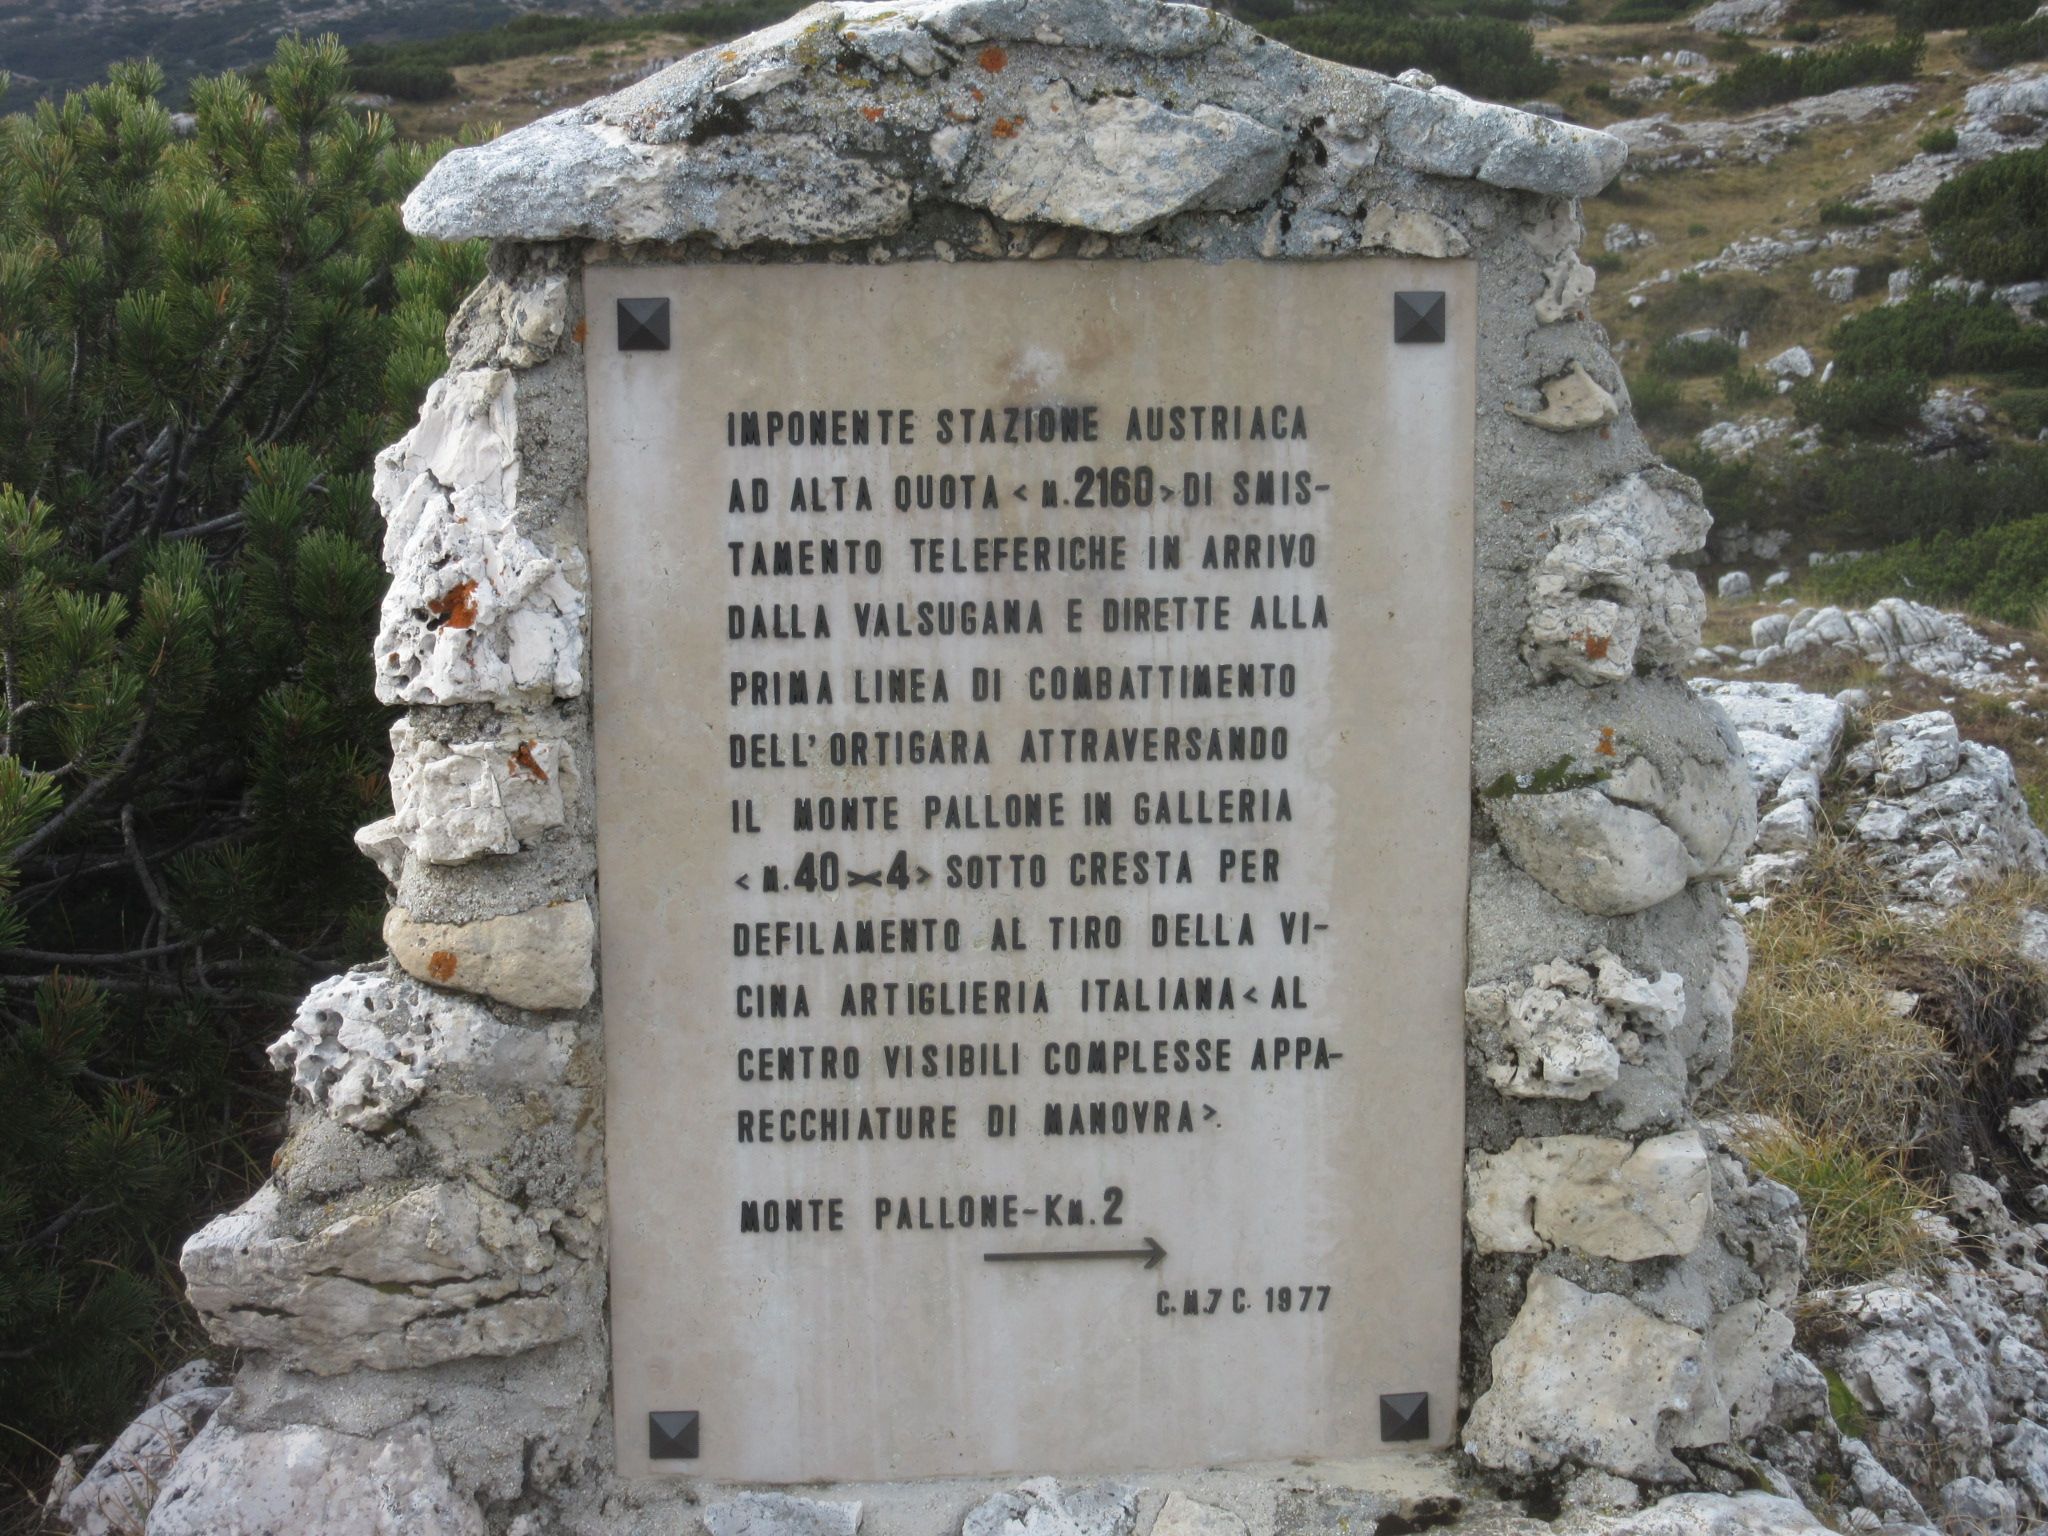 IMPONENTE STAZIONE AUSTRIACA
AD ALTA QUOTA <M.2160> DI SMIS-
TAMENTO TELEFERICHE IN ARRIVO
DALLA VALSUGANA E DIRETTE ALLA
PRIMA LINEA DI COMBATTIMENTO
DELL'ORTIGARA ATTRAVERSANDO
IL MONTE PALLONE IN GALLERIA
<M.40×4> SOTTO CRESTA PER
DEFILAMENTO AL TIRO DELLA VI-
CINA ARTIGLIERIA ITALIANA <AL
CENTRO VISIBILI COMPLESSE APPA-
RECCHIATURE DI MANOVRA>.
MONTE PALLONE-KM.2
→
C.M.7 C. 1977